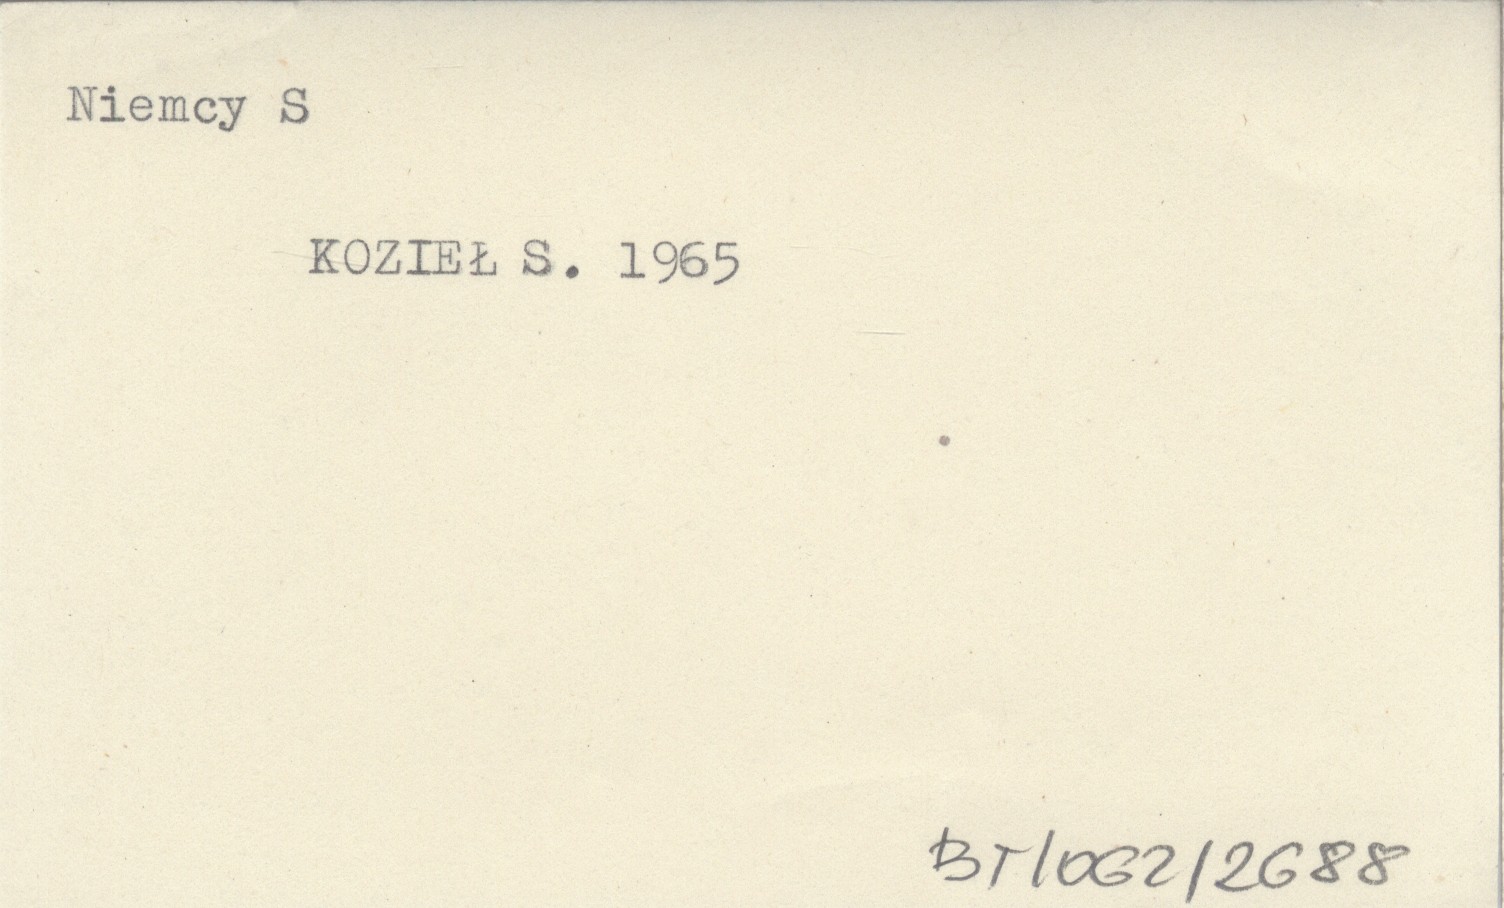 Niemcy S
KOZIEŁ S. 1965
BT/062/2688